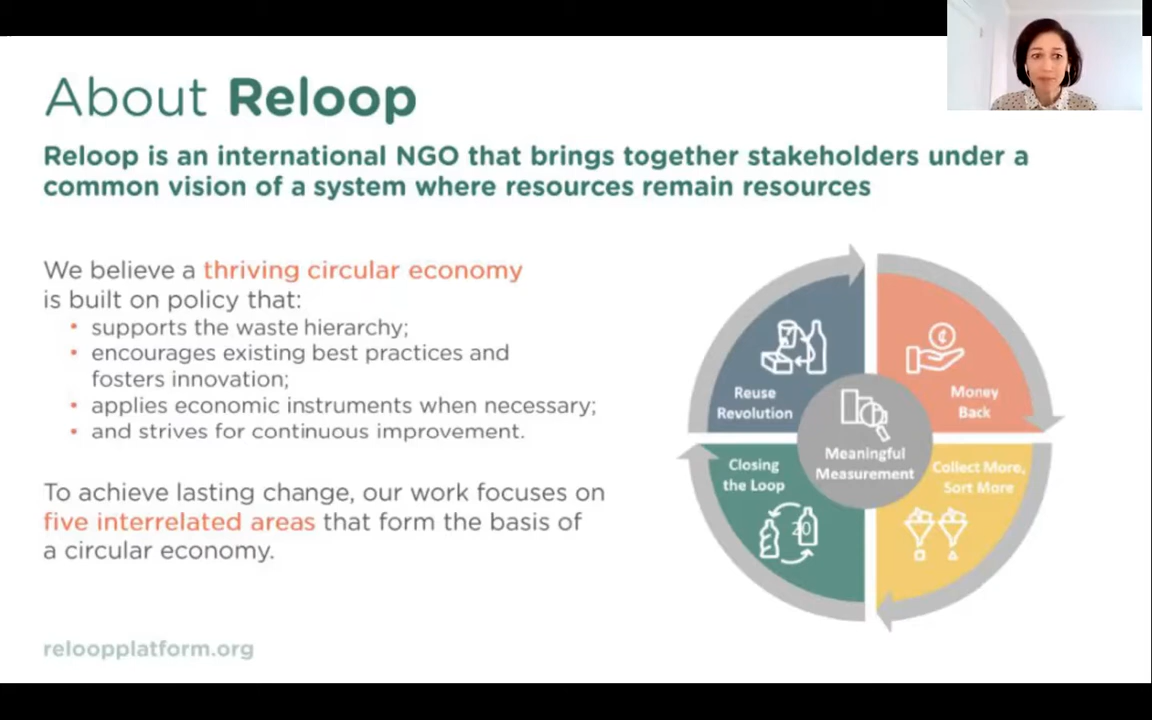 About Reloop
Reloop is an international NGO that brings together stakeholders under a
common vision of a system where resources remain resources
We believe a thriving circular economy
is built on policy that:
• supports the waste hierarchy;
• encourages existing best practices and
fosters innovation;
• applies economic instruments when necessary;
• and strives for continuous improvement.
To achieve lasting change, our work focuses on
five interrelated areas that form the basis of
a circular economy.
reloopplatform.org
Reuse
Revolution
Money
Back
Meaningful
Measurement
Closing
the Loop
Collect More,
Sort More
20